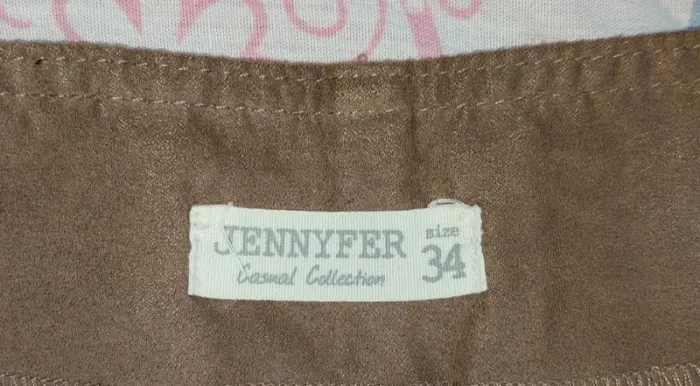 JENNYFER
Casual Collection
size
34